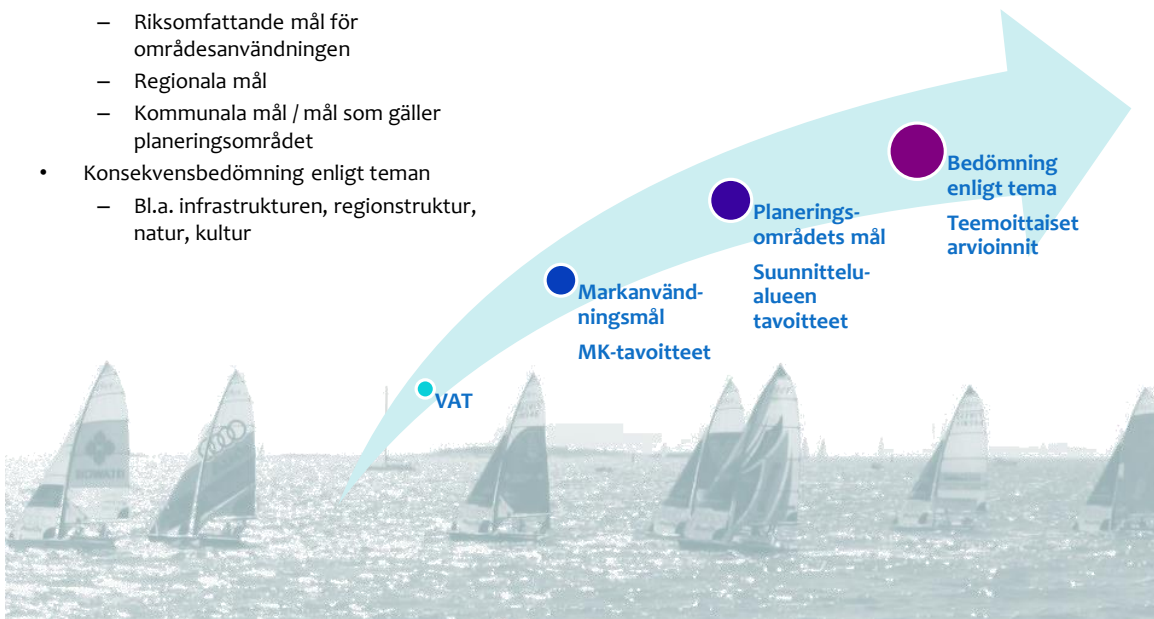 – Riksomfattande mål för
områdesanvändningen
– Regionala mål
– Kommunala mål / mål som gäller
planeringsområdet
• Konsekvensbedömning enligt teman
– Bl.a. infrastrukturen, regionstruktur,
natur, kultur
Bedömning
enligt tema
Teemoittaiset
arvioinnit
Planerings-
områdets mål
Suunnittelu-
alueen
tavoitteet
Markanvänd-
ningsmål
MK-tavoitteet
VAT